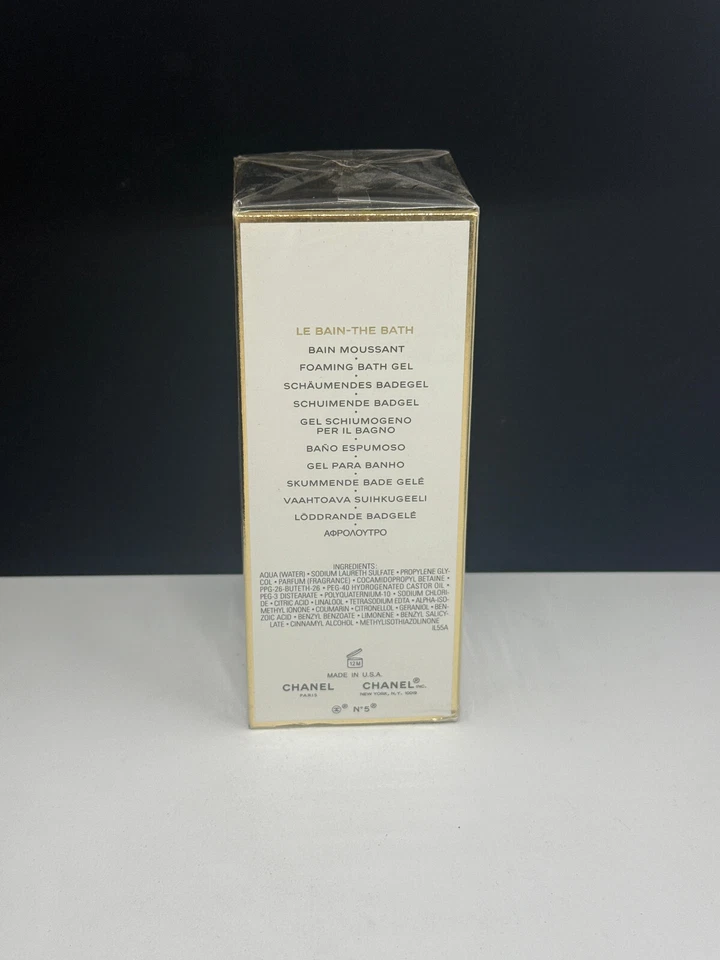 LE BAIN-THE BATH
BAIN MOUSSANT
•
FOAMING BATH GEL
•
SCHÄUMENDES BADEGEL
•
SCHUIMENDE BADGEL
•
GEL SCHIUMOGENO
PER IL BAGNO
•
BAÑO ESPUMOSO
•
GEL PARA BANHO
•
SKUMMENDE BADE GELÉ
•
VAAHTOAVA SUIHKUGEELI
•
LÖDDRANDE BADGELÉ
•
ΑΦΡΟΛΟΥΤΡΟ
INGREDIENTS:
AQUA (WATER) • SODIUM LAURETH SULFATE • PROPYLENE GLY-
COL • PARFUM (FRAGRANCE) • COCAMIDOPROPYL BETAINE •
PPG-26-BUTETH-26 • PEG-40 HYDROGENATED CASTOR OIL •
PEG-3 DISTEARATE • POLYQUATERNIUM-10 • SODIUM CHLORI-
DE • CITRIC ACID • LINALOOL • TETRASODIUM EDTA • ALPHA-ISO-
METHYL IONONE • COUMARIN • CITRONELLOL • GERANIOL • BEN-
ZOIC ACID • BENZYL BENZOATE • LIMONENE • BENZYL SALICY-
LATE • CINNAMYL ALCOHOL • METHYLISOTHIAZOLINONE
IL55A
12 M
MADE IN U.S.A.
CHANEL CHANEL® INC.
PARIS NEW YORK, N.Y.
® N°5®